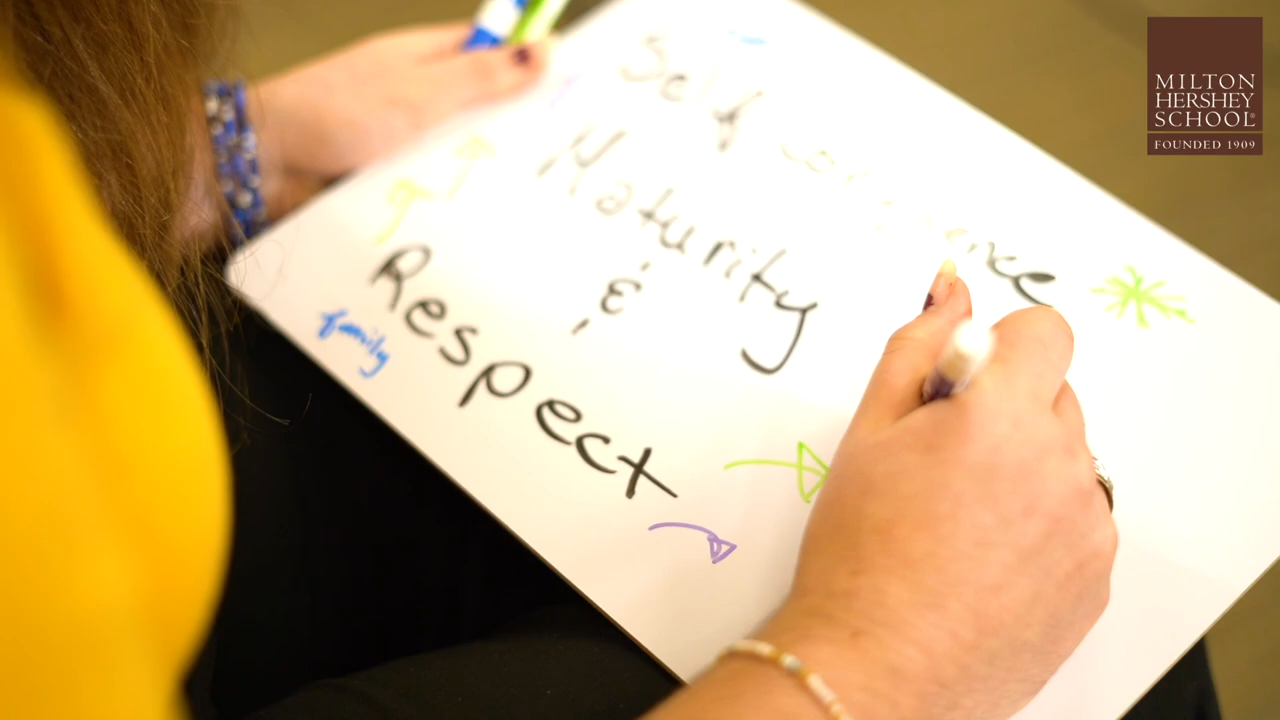 Self
Maturity
&
Respect
family
MILTON
HERSHEY
SCHOOL®
FOUNDED 1909